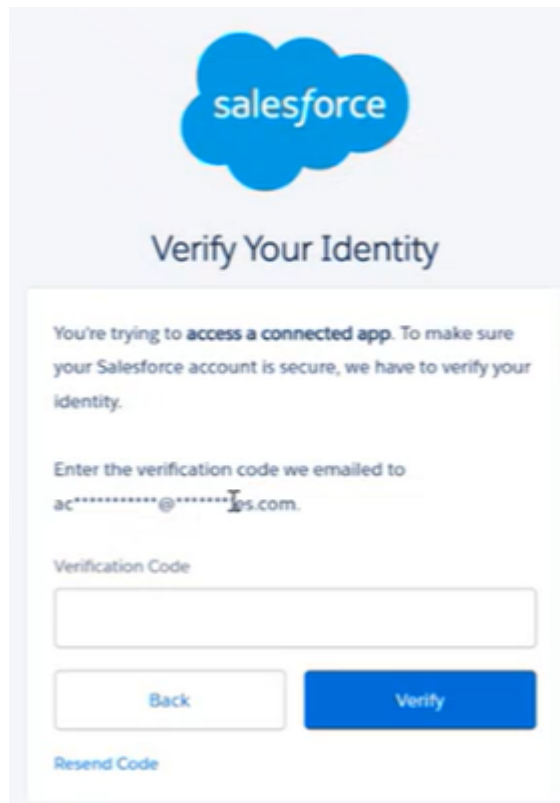 salesforce
Verify Your Identity
You're trying to access a connected app. To make sure
your Salesforce account is secure, we have to verify your
identity.
Enter the verification code we emailed to
ac***********@*******es.com.
Verification Code
Back
Verify
Resend Code